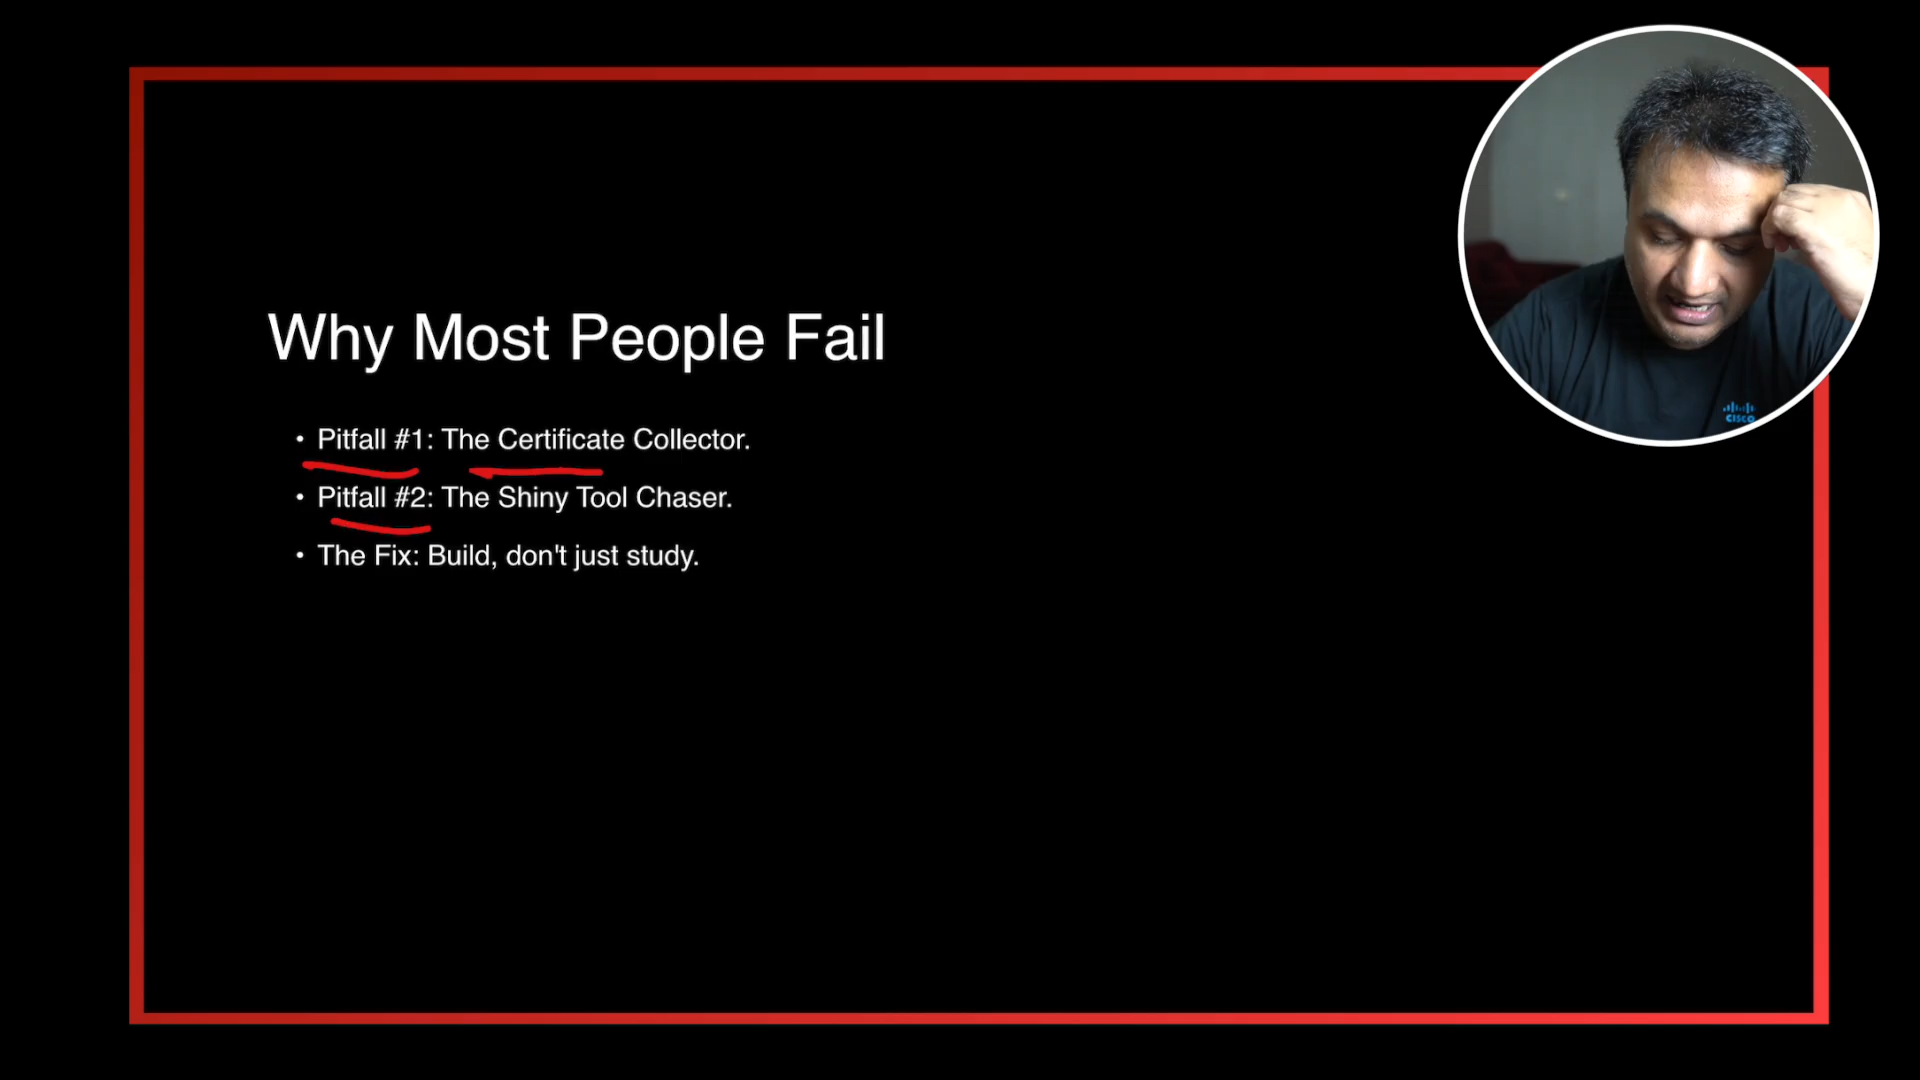 Why Most People Fail
• Pitfall #1: The Certificate Collector.
• Pitfall #2: The Shiny Tool Chaser.
• The Fix: Build, don't just study.
CISCO